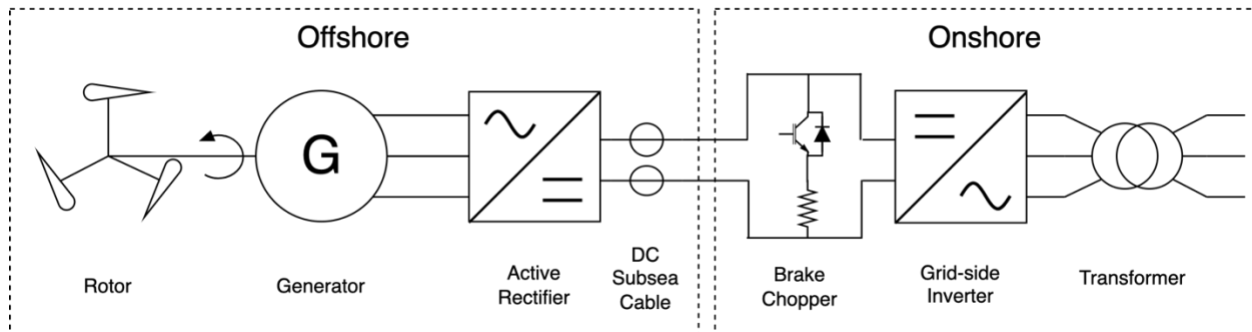 Offshore
Onshore
G
Rotor
Generator
Active
Rectifier
DC
Subsea
Cable
Brake
Chopper
Grid-side
Inverter
Transformer